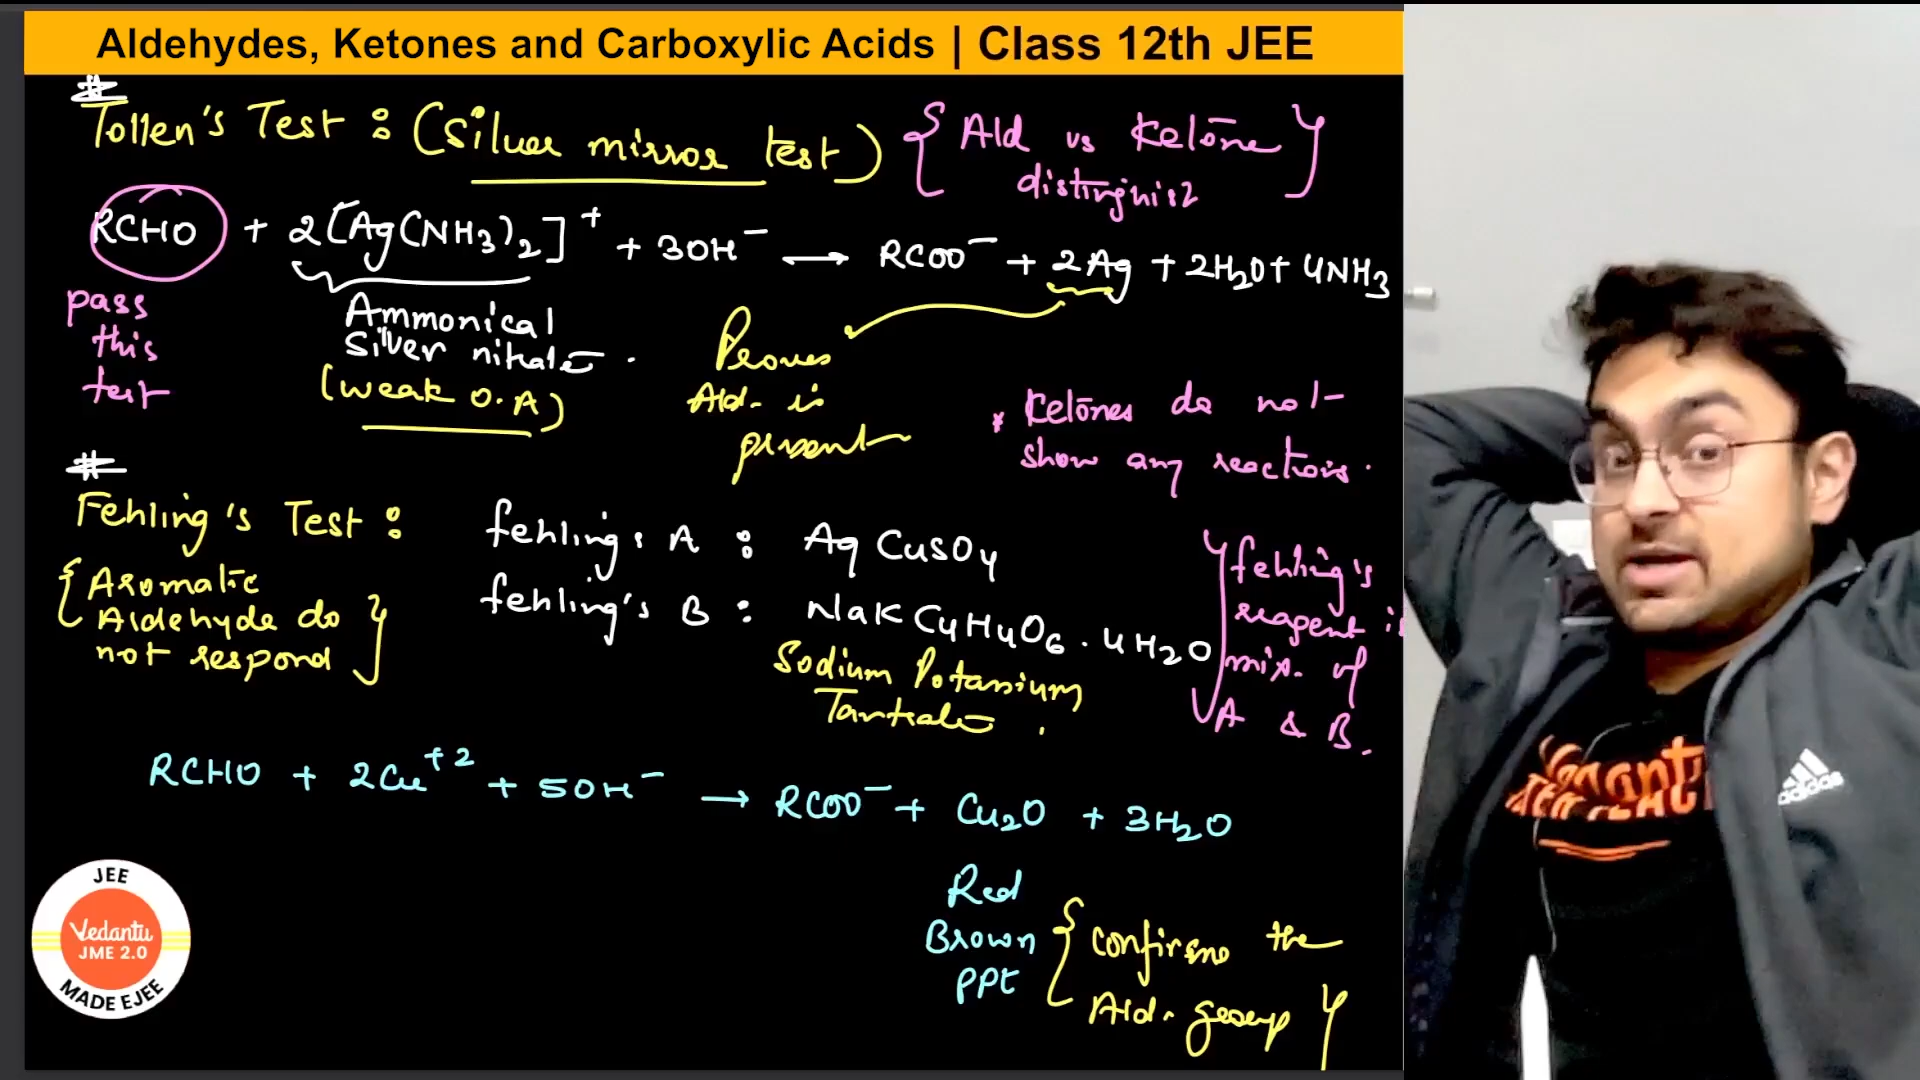 Aldehydes, Ketones and Carboxylic Acids | Class 12th JEE
#
Tollen's Test : (Silver mirror test) { Ald vs Ketone distinguish }
RCHO + 2[Ag(NH3)2]+ + 3OH− → RCOO− + 2Ag + 2H2O + 4NH3
pass
this
test
Ammonical
Silver nitrate.
(weak O.A)
Proves
Ald. is
present
* Ketones do not
show any reactions.
#
Fehling's Test :
{ Aromatic
Aldehyde do
not respond }
fehling's A : Aq CuSO4
fehling's B : NaK C4H4O6 . 4H2O
Sodium Potassium
Tartrate.
} fehling's
reagent is
mix. of
A & B.
RCHO + 2Cu+2 + 5OH− → RCOO− + Cu2O + 3H2O
Red
Brown
ppt
{ confirms the
Ald. group }
JEE
Vedantu
JME 2.0
MADE EJEE
Vedantu
adidas